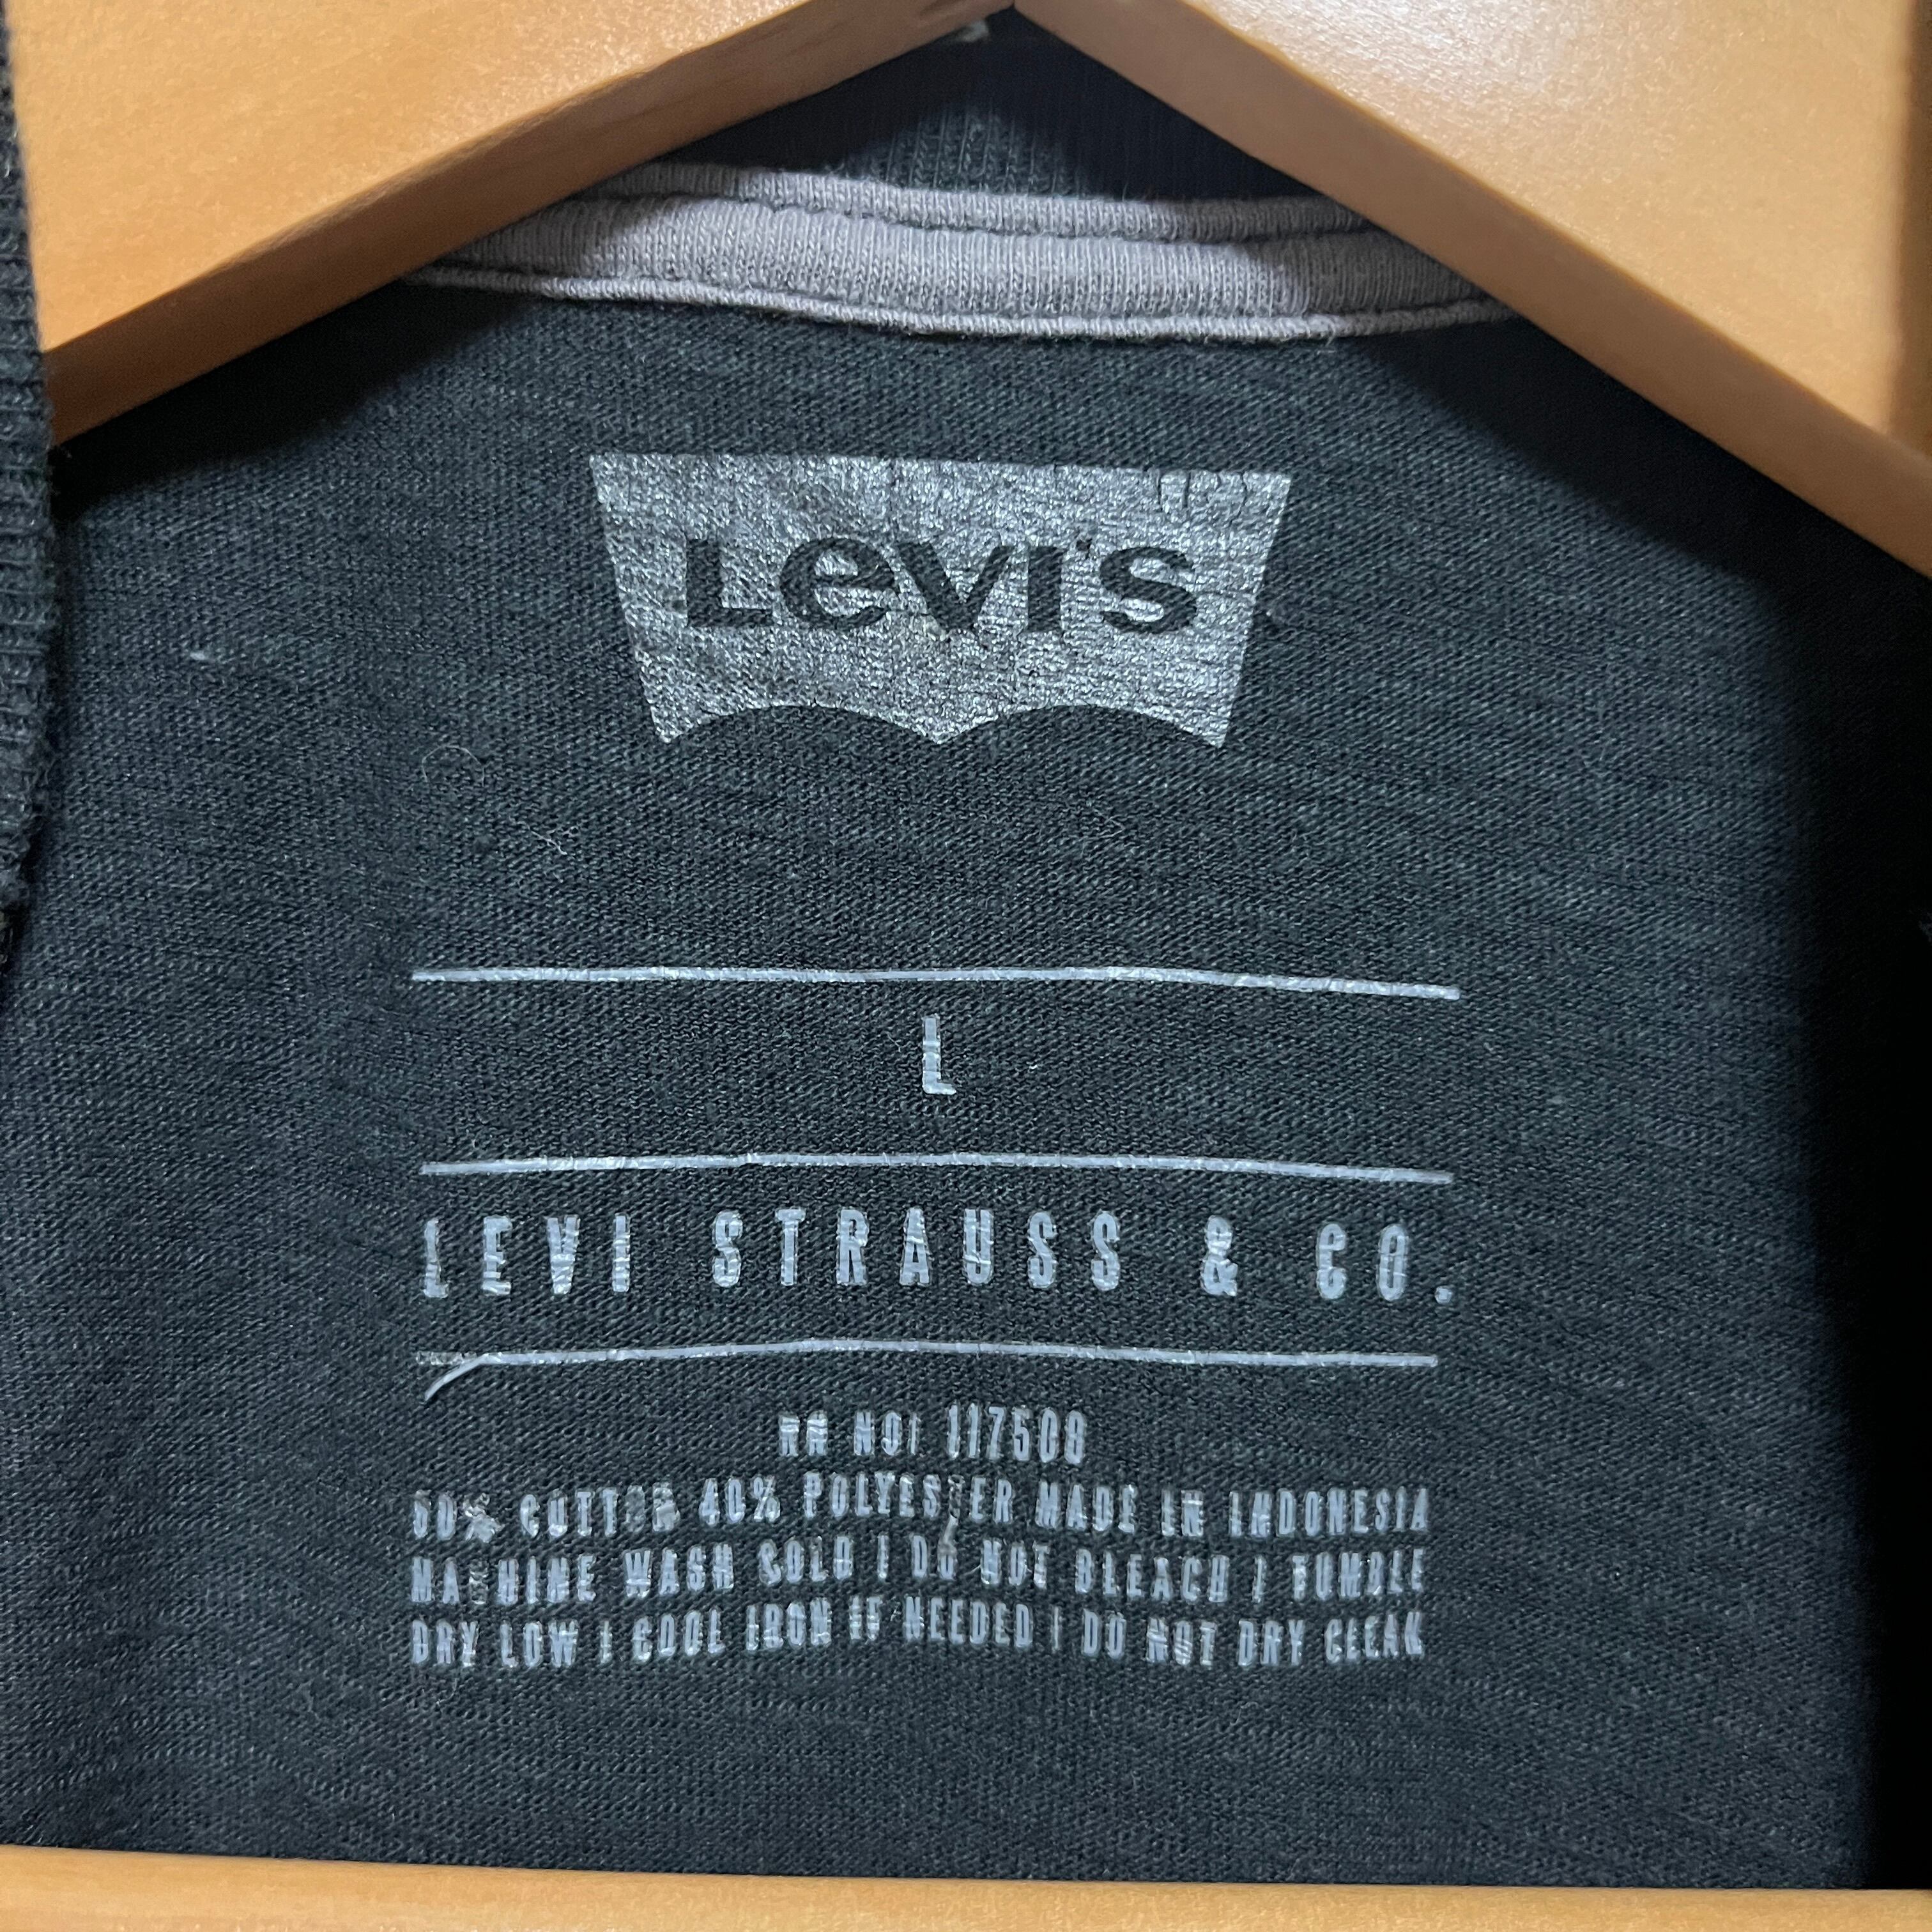 LEVI'S
L
LEVI STRAUSS & CO.
RN NO: 117508
60% COTTON 40% POLYESTER MADE IN INDONESIA
MACHINE WASH COLD | DO NOT BLEACH | TUMBLE
DRY LOW | COOL IRON IF NEEDED | DO NOT DRY CLEAN